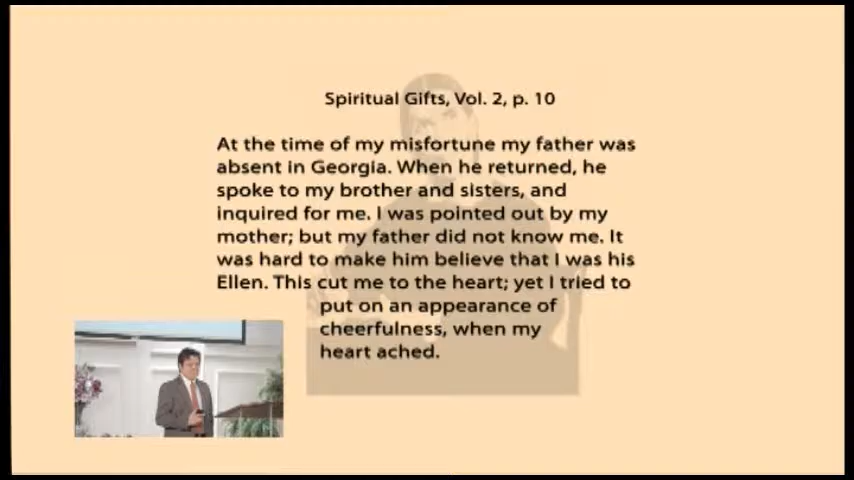 Spiritual Gifts, Vol. 2, p. 10
At the time of my misfortune my father was
absent in Georgia. When he returned, he
spoke to my brother and sisters, and
inquired for me. I was pointed out by my
mother; but my father did not know me. It
was hard to make him believe that I was his
Ellen. This cut me to the heart; yet I tried to
put on an appearance of
cheerfulness, when my
heart ached.